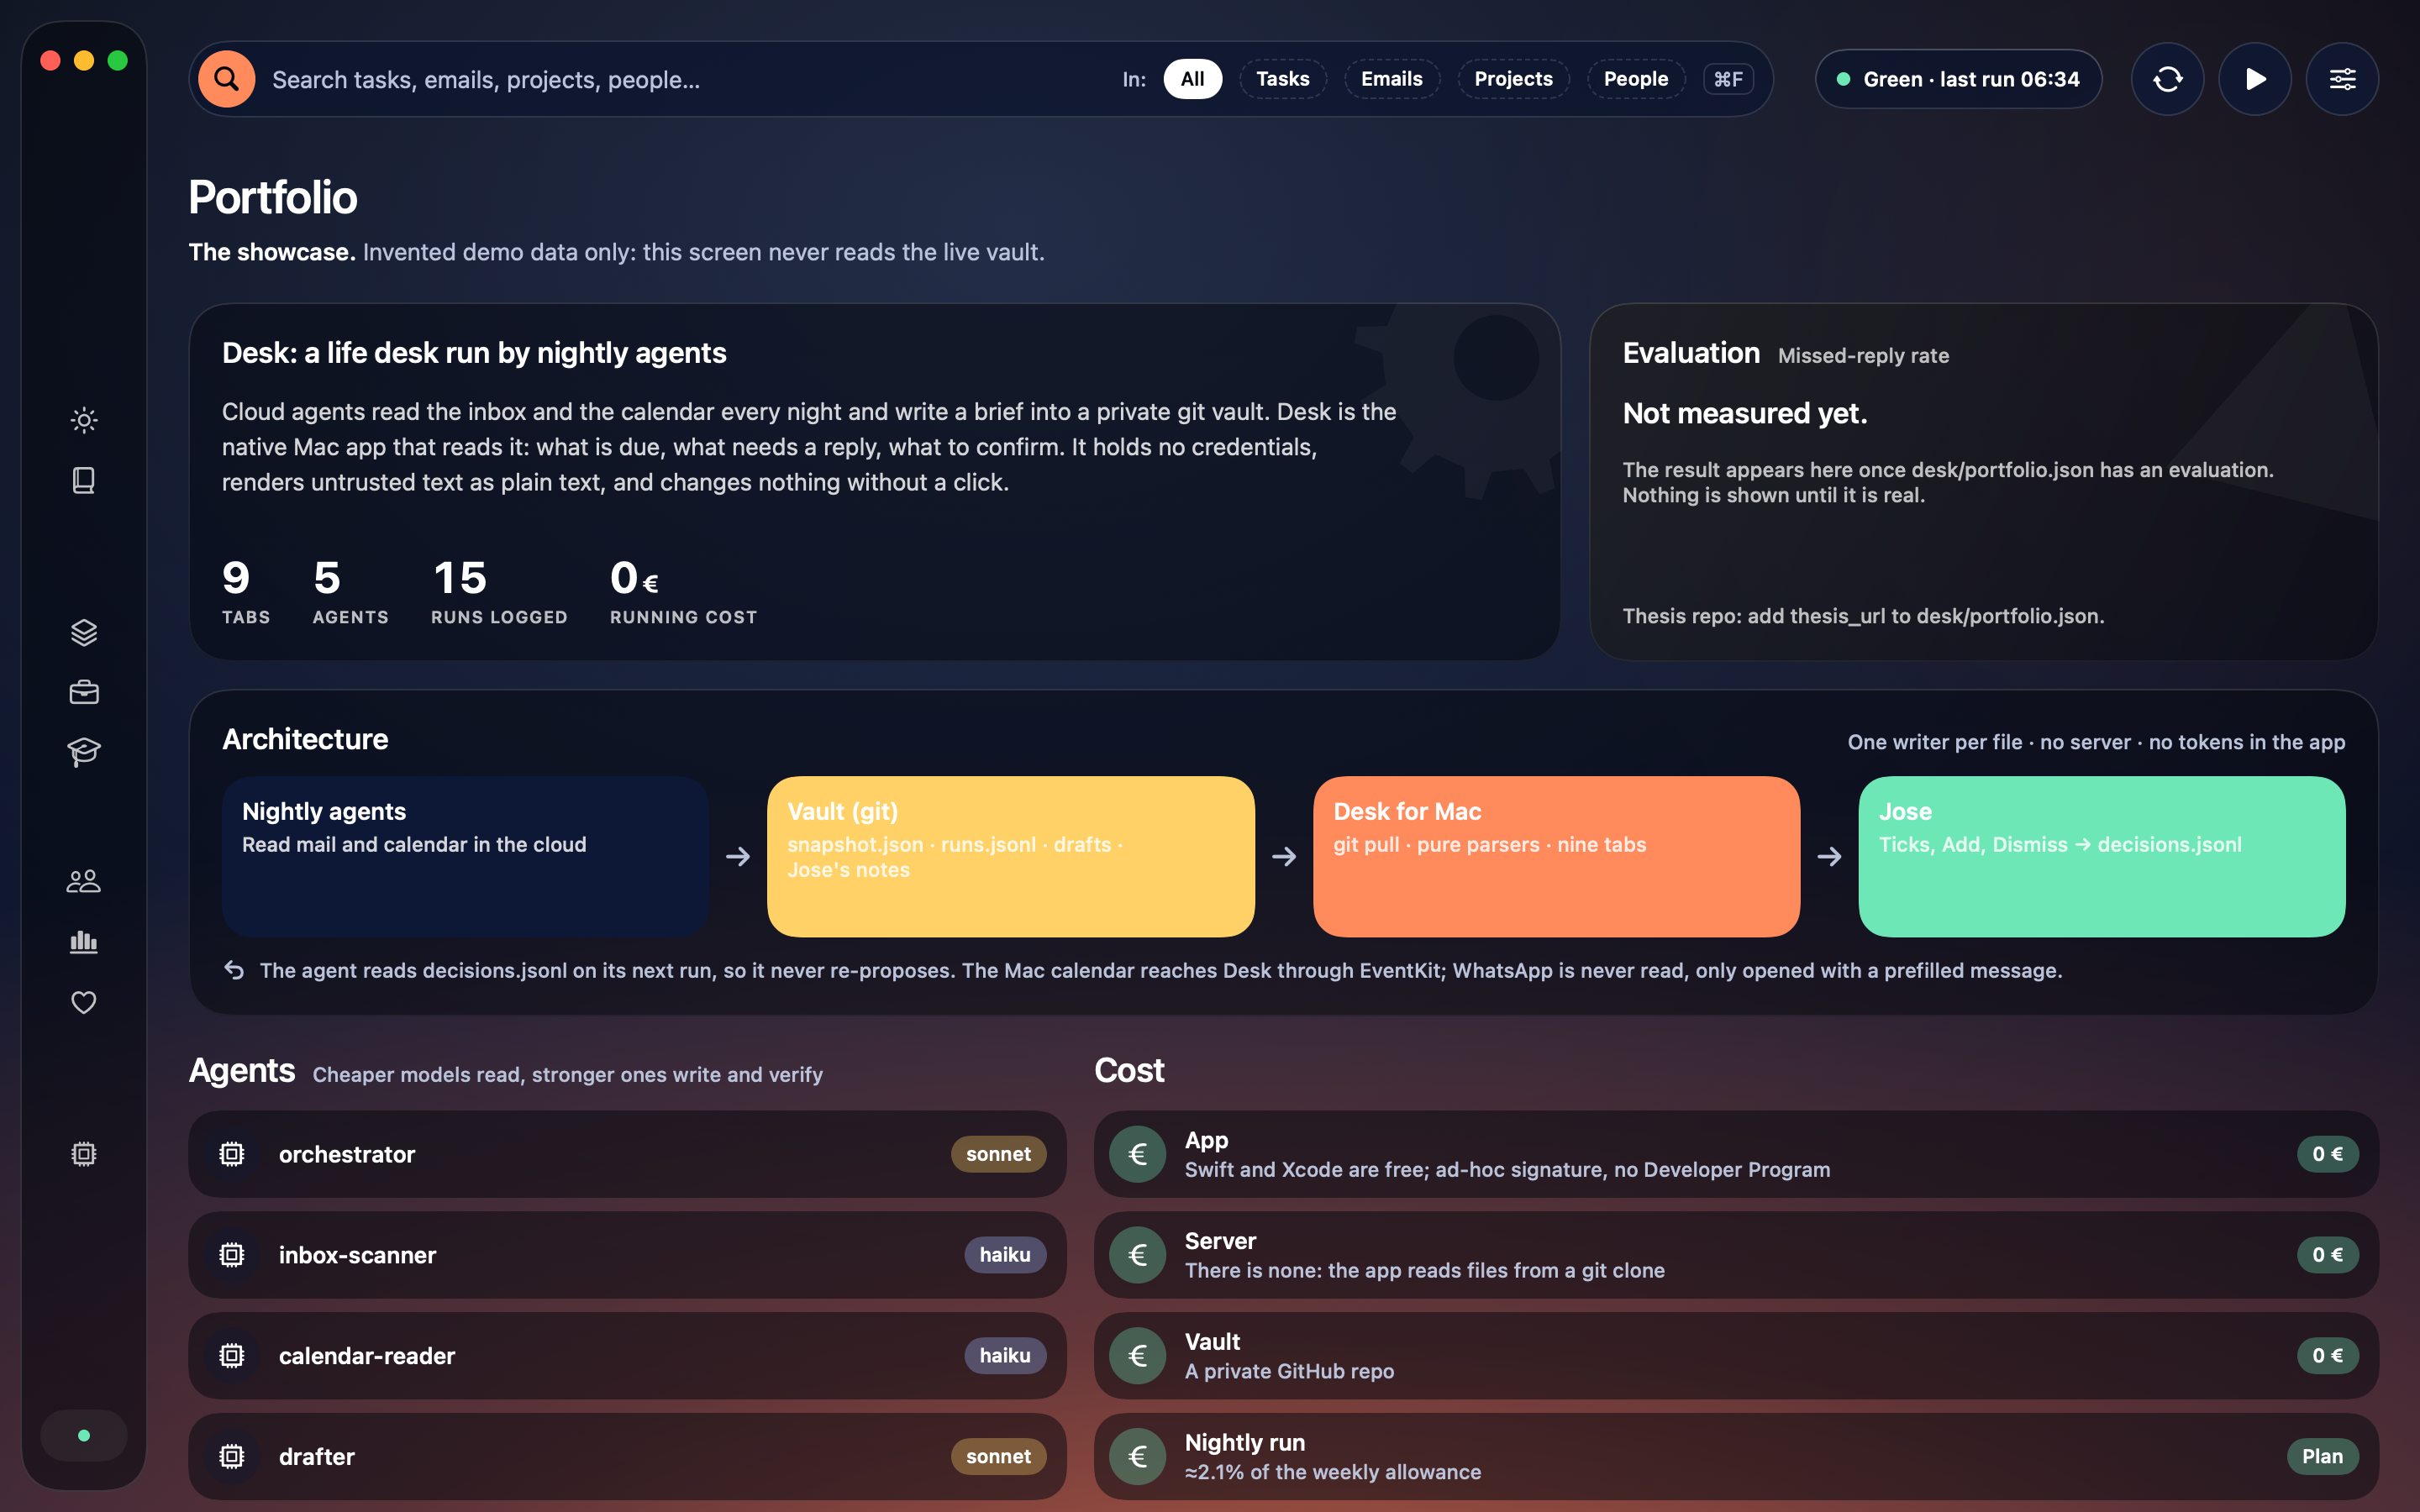 Search tasks, emails, projects, people...
In: All Tasks Emails Projects People ⌘F
Green · last run 06:34
Portfolio
The showcase. Invented demo data only: this screen never reads the live vault.
Desk: a life desk run by nightly agents
Cloud agents read the inbox and the calendar every night and write a brief into a private git vault. Desk is the
native Mac app that reads it: what is due, what needs a reply, what to confirm. It holds no credentials,
renders untrusted text as plain text, and changes nothing without a click.
9 5 15 0 €
TABS AGENTS RUNS LOGGED RUNNING COST
Evaluation Missed-reply rate
Not measured yet.
The result appears here once desk/portfolio.json has an evaluation.
Nothing is shown until it is real.
Thesis repo: add thesis_url to desk/portfolio.json.
Architecture
One writer per file · no server · no tokens in the app
Nightly agents
Read mail and calendar in the cloud
→
Vault (git)
snapshot.json · runs.jsonl · drafts ·
Jose's notes
→
Desk for Mac
git pull · pure parsers · nine tabs
→
Jose
Ticks, Add, Dismiss → decisions.jsonl
The agent reads decisions.jsonl on its next run, so it never re-proposes. The Mac calendar reaches Desk through EventKit; WhatsApp is never read, only opened with a prefilled message.
Agents Cheaper models read, stronger ones write and verify
orchestrator sonnet
inbox-scanner haiku
calendar-reader haiku
drafter sonnet
Cost
€ App 0 €
Swift and Xcode are free; ad-hoc signature, no Developer Program
€ Server 0 €
There is none: the app reads files from a git clone
€ Vault 0 €
A private GitHub repo
€ Nightly run Plan
≈2.1% of the weekly allowance